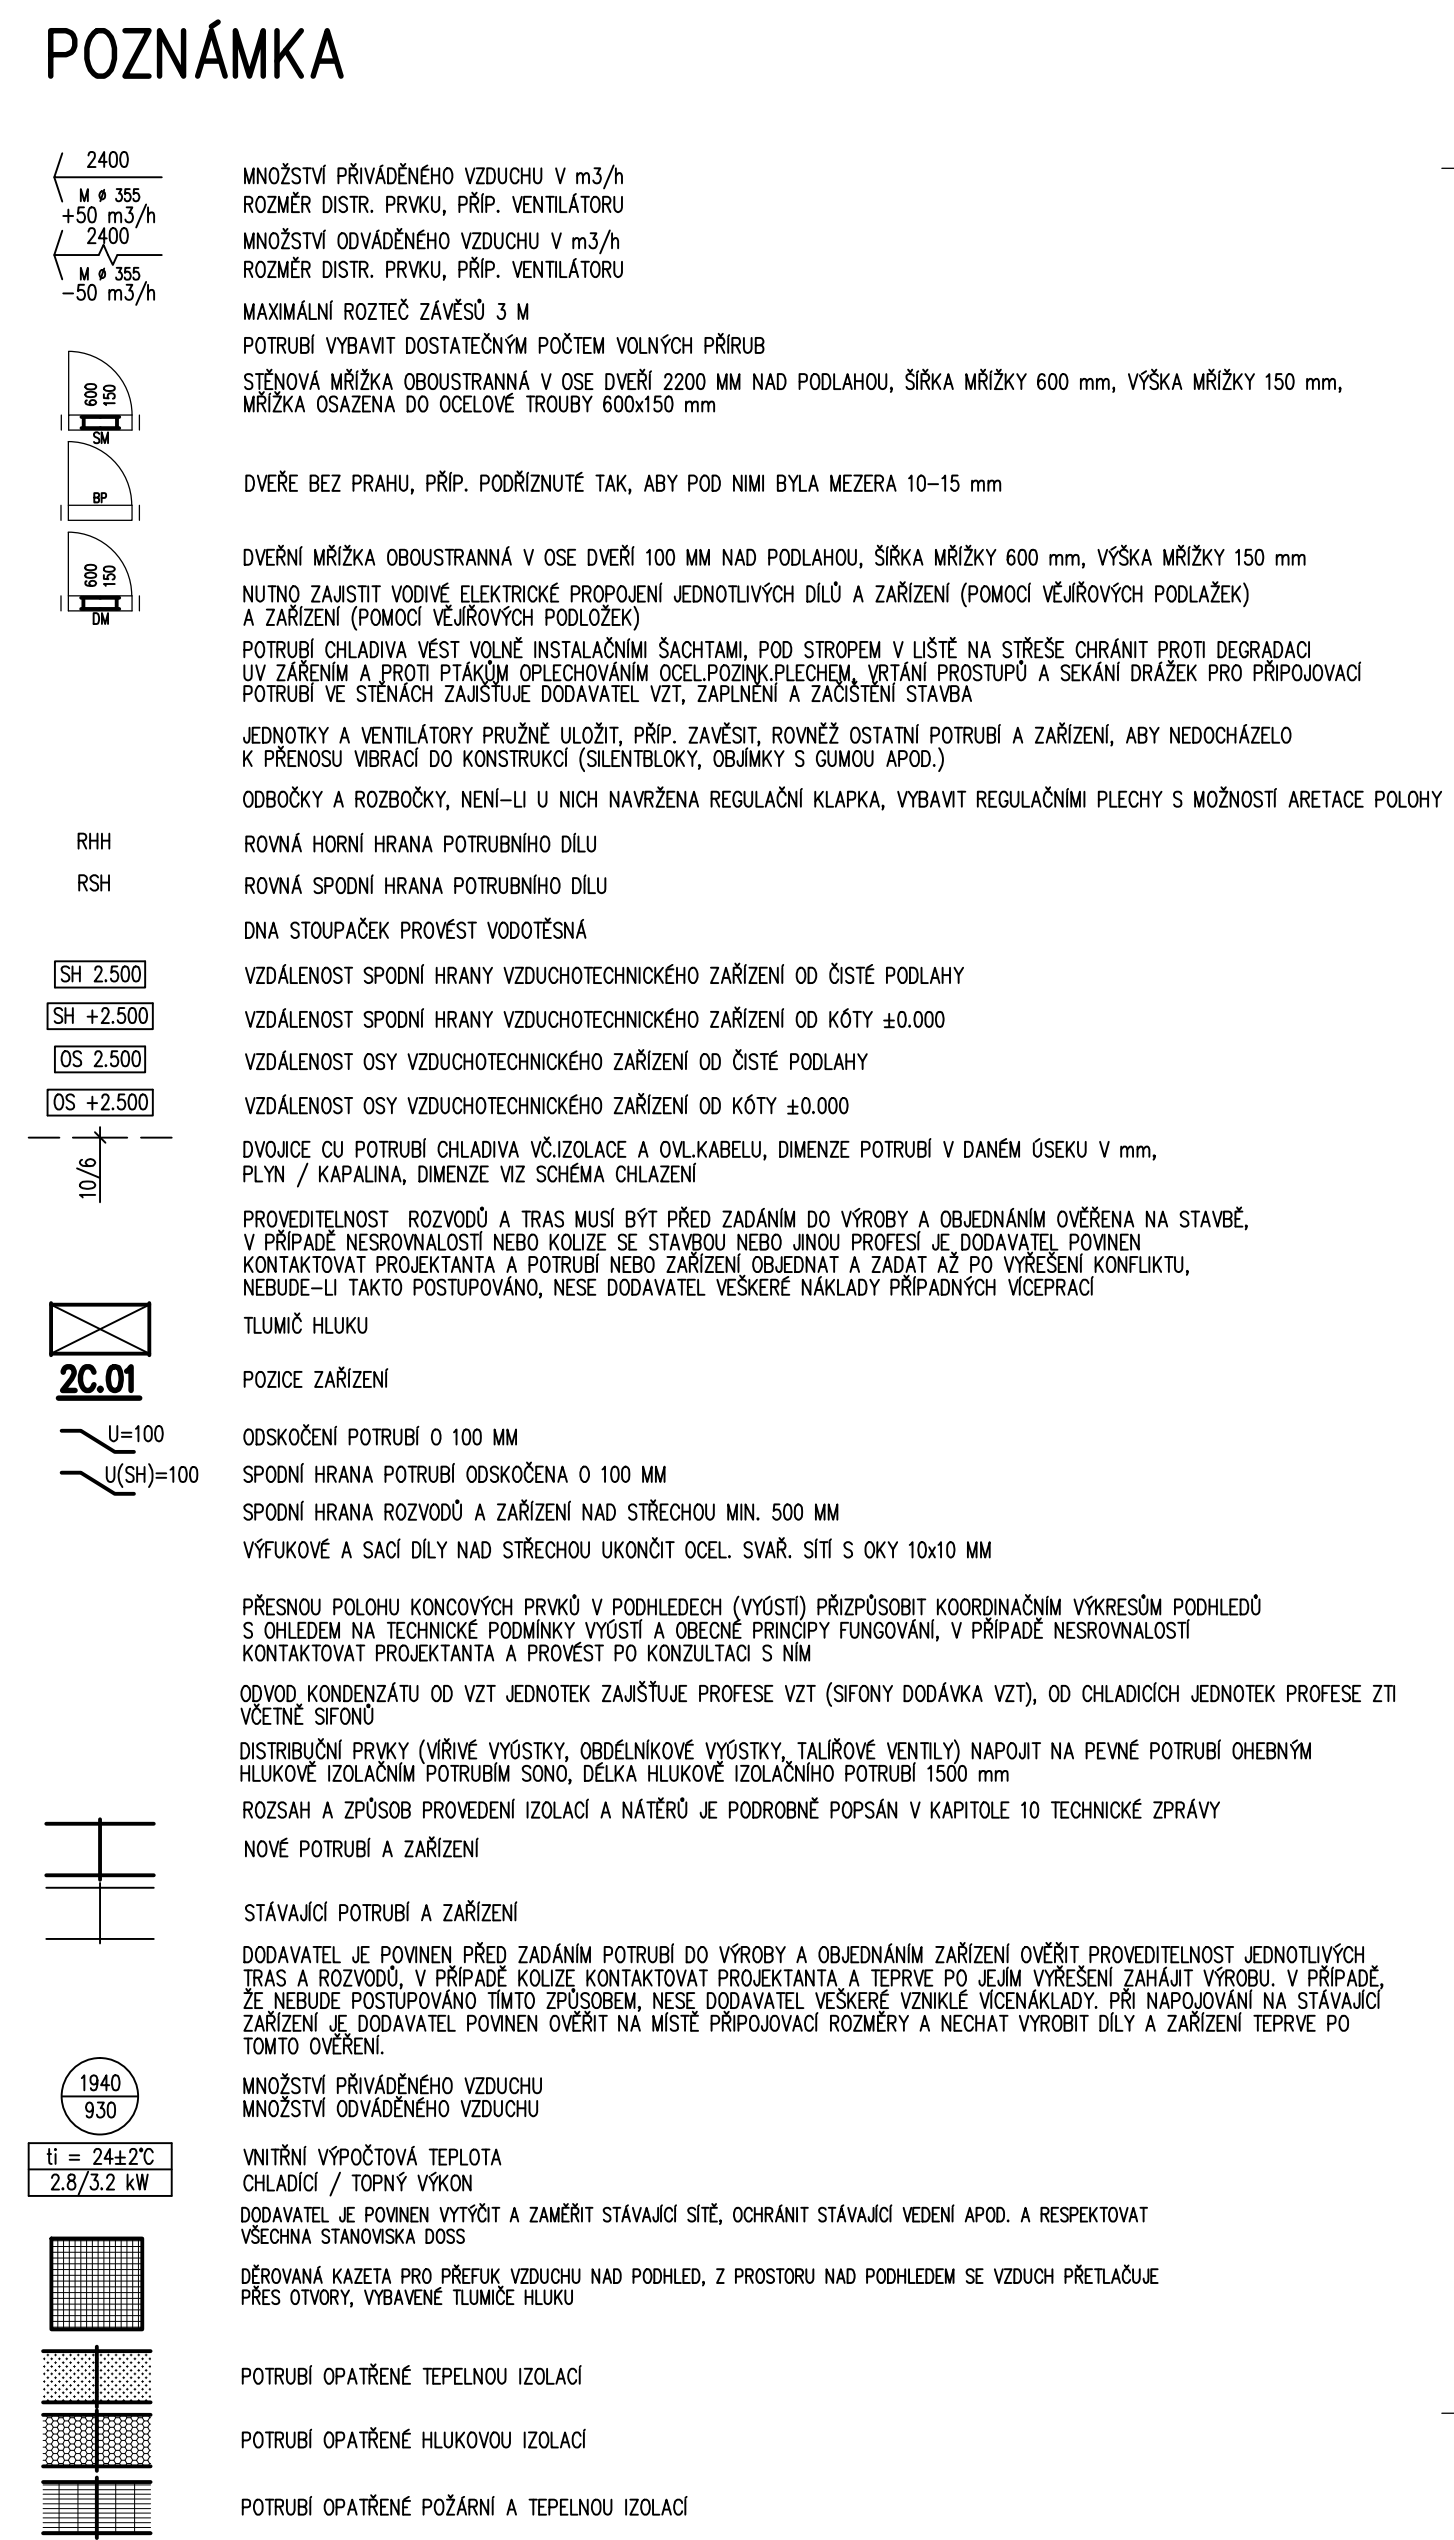 POZNÁMKA
2400
M ø 355
+50 m3/h
MNOŽSTVÍ PŘIVÁDĚNÉHO VZDUCHU V m3/h
ROZMĚR DISTR. PRVKU, PŘÍP. VENTILÁTORU
2400
M ø 355
-50 m3/h
MNOŽSTVÍ ODVÁDĚNÉHO VZDUCHU V m3/h
ROZMĚR DISTR. PRVKU, PŘÍP. VENTILÁTORU
MAXIMÁLNÍ ROZTEČ ZÁVĚSŮ 3 M
POTRUBÍ VYBAVIT DOSTATEČNÝM POČTEM VOLNÝCH PŘÍRUB
600
150
SM
STĚNOVÁ MŘÍŽKA OBOUSTRANNÁ V OSE DVEŘÍ 2200 MM NAD PODLAHOU, ŠÍŘKA MŘÍŽKY 600 mm, VÝŠKA MŘÍŽKY 150 mm,
MŘÍŽKA OSAZENA DO OCELOVÉ TROUBY 600x150 mm
BP
DVEŘE BEZ PRAHU, PŘÍP. PODŘÍZNUTÉ TAK, ABY POD NIMI BYLA MEZERA 10-15 mm
600
150
DM
DVEŘNÍ MŘÍŽKA OBOUSTRANNÁ V OSE DVEŘÍ 100 MM NAD PODLAHOU, ŠÍŘKA MŘÍŽKY 600 mm, VÝŠKA MŘÍŽKY 150 mm
NUTNO ZAJISTIT VODIVÉ ELEKTRICKÉ PROPOJENÍ JEDNOTLIVÝCH DÍLŮ A ZAŘÍZENÍ (POMOCÍ VĚJÍŘOVÝCH PODLAŽEK)
A ZAŘÍZENÍ (POMOCÍ VĚJÍŘOVÝCH PODLOŽEK)
POTRUBÍ CHLADIVA VÉST VOLNĚ INSTALAČNÍMI ŠACHTAMI, POD STROPEM V LIŠTĚ NA STŘEŠE CHRÁNIT PROTI DEGRADACI
UV ZÁŘENÍM A PROTI PTÁKŮM OPLECHOVÁNÍM OCEL.POZINK.PLECHEM, VRTÁNÍ PROSTUPŮ A SEKÁNÍ DRÁŽEK PRO PŘIPOJOVACÍ
POTRUBÍ VE STĚNÁCH ZAJIŠŤUJE DODAVATEL VZT, ZAPLNĚNÍ A ZAČIŠTĚNÍ STAVBA
JEDNOTKY A VENTILÁTORY PRUŽNĚ ULOŽIT, PŘÍP. ZAVĚSIT, ROVNĚŽ OSTATNÍ POTRUBÍ A ZAŘÍZENÍ, ABY NEDOCHÁZELO
K PŘENOSU VIBRACÍ DO KONSTRUKCÍ (SILENTBLOKY, OBJÍMKY S GUMOU APOD.)
ODBOČKY A ROZBOČKY, NENÍ-LI U NICH NAVRŽENA REGULAČNÍ KLAPKA, VYBAVIT REGULAČNÍMI PLECHY S MOŽNOSTÍ ARETACE POLOHY
RHH
ROVNÁ HORNÍ HRANA POTRUBNÍHO DÍLU
RSH
ROVNÁ SPODNÍ HRANA POTRUBNÍHO DÍLU
DNA STOUPAČEK PROVÉST VODOTĚSNÁ
SH 2.500
VZDÁLENOST SPODNÍ HRANY VZDUCHOTECHNICKÉHO ZAŘÍZENÍ OD ČISTÉ PODLAHY
SH +2.500
VZDÁLENOST SPODNÍ HRANY VZDUCHOTECHNICKÉHO ZAŘÍZENÍ OD KÓTY ±0.000
OS 2.500
VZDÁLENOST OSY VZDUCHOTECHNICKÉHO ZAŘÍZENÍ OD ČISTÉ PODLAHY
OS +2.500
VZDÁLENOST OSY VZDUCHOTECHNICKÉHO ZAŘÍZENÍ OD KÓTY ±0.000
10/6
DVOJICE CU POTRUBÍ CHLADIVA VČ.IZOLACE A OVL.KABELU, DIMENZE POTRUBÍ V DANÉM ÚSEKU V mm,
PLYN / KAPALINA, DIMENZE VIZ SCHÉMA CHLAZENÍ
PROVEDITELNOST ROZVODŮ A TRAS MUSÍ BÝT PŘED ZADÁNÍM DO VÝROBY A OBJEDNÁNÍM OVĚŘENA NA STAVBĚ,
V PŘÍPADĚ NESROVNALOSTÍ NEBO KOLIZE SE STAVBOU NEBO JINOU PROFESÍ JE DODAVATEL POVINEN
KONTAKTOVAT PROJEKTANTA A POTRUBÍ NEBO ZAŘÍZENÍ OBJEDNAT A ZADAT AŽ PO VYŘEŠENÍ KONFLIKTU,
NEBUDE-LI TAKTO POSTUPOVÁNO, NESE DODAVATEL VEŠKERÉ NÁKLADY PŘÍPADNÝCH VÍCEPRACÍ
TLUMIČ HLUKU
2C.01
POZICE ZAŘÍZENÍ
U=100
ODSKOČENÍ POTRUBÍ O 100 MM
U(SH)=100
SPODNÍ HRANA POTRUBÍ ODSKOČENA O 100 MM
SPODNÍ HRANA ROZVODŮ A ZAŘÍZENÍ NAD STŘECHOU MIN. 500 MM
VÝFUKOVÉ A SACÍ DÍLY NAD STŘECHOU UKONČIT OCEL. SVAŘ. SÍTÍ S OKY 10x10 MM
PŘESNOU POLOHU KONCOVÝCH PRVKŮ V PODHLEDECH (VYÚSTÍ) PŘIZPŮSOBIT KOORDINAČNÍM VÝKRESŮM PODHLEDŮ
S OHLEDEM NA TECHNICKÉ PODMÍNKY VYÚSTÍ A OBECNÉ PRINCIPY FUNGOVÁNÍ, V PŘÍPADĚ NESROVNALOSTÍ
KONTAKTOVAT PROJEKTANTA A PROVÉST PO KONZULTACI S NÍM
ODVOD KONDENZÁTU OD VZT JEDNOTEK ZAJIŠŤUJE PROFESE VZT (SIFONY DODÁVKA VZT), OD CHLADICÍCH JEDNOTEK PROFESE ZTI
VČETNĚ SIFONŮ
DISTRIBUČNÍ PRVKY (VÍŘIVÉ VYÚSTKY, OBDÉLNÍKOVÉ VYÚSTKY, TALÍŘOVÉ VENTILY) NAPOJIT NA PEVNÉ POTRUBÍ OHEBNÝM
HLUKOVĚ IZOLAČNÍM POTRUBÍM SONO, DÉLKA HLUKOVĚ IZOLAČNÍHO POTRUBÍ 1500 mm
ROZSAH A ZPŮSOB PROVEDENÍ IZOLACÍ A NÁTĚRŮ JE PODROBNĚ POPSÁN V KAPITOLE 10 TECHNICKÉ ZPRÁVY
NOVÉ POTRUBÍ A ZAŘÍZENÍ
STÁVAJÍCÍ POTRUBÍ A ZAŘÍZENÍ
DODAVATEL JE POVINEN PŘED ZADÁNÍM POTRUBÍ DO VÝROBY A OBJEDNÁNÍM ZAŘÍZENÍ OVĚŘIT PROVEDITELNOST JEDNOTLIVÝCH
TRAS A ROZVODŮ, V PŘÍPADĚ KOLIZE KONTAKTOVAT PROJEKTANTA A TEPRVE PO JEJÍM VYŘEŠENÍ ZAHÁJIT VÝROBU. V PŘÍPADĚ,
ŽE NEBUDE POSTUPOVÁNO TÍMTO ZPŮSOBEM, NESE DODAVATEL VEŠKERÉ VZNIKLÉ VÍCENÁKLADY. PŘI NAPOJOVÁNÍ NA STÁVAJÍCÍ
ZAŘÍZENÍ JE DODAVATEL POVINEN OVĚŘIT NA MÍSTĚ PŘIPOJOVACÍ ROZMĚRY A NECHAT VYROBIT DÍLY A ZAŘÍZENÍ TEPRVE PO
TOMTO OVĚŘENÍ.
1940
930
MNOŽSTVÍ PŘIVÁDĚNÉHO VZDUCHU
MNOŽSTVÍ ODVÁDĚNÉHO VZDUCHU
ti = 24±2°C
2.8/3.2 kW
VNITŘNÍ VÝPOČTOVÁ TEPLOTA
CHLADÍCÍ / TOPNÝ VÝKON
DODAVATEL JE POVINEN VYTÝČIT A ZAMĚŘIT STÁVAJÍCÍ SÍTĚ, OCHRÁNIT STÁVAJÍCÍ VEDENÍ APOD. A RESPEKTOVAT
VŠECHNA STANOVISKA DOSS
DĚROVANÁ KAZETA PRO PŘEFUK VZDUCHU NAD PODHLED, Z PROSTORU NAD PODHLEDEM SE VZDUCH PŘETLAČUJE
PŘES OTVORY, VYBAVENÉ TLUMIČE HLUKU
POTRUBÍ OPATŘENÉ TEPELNOU IZOLACÍ
POTRUBÍ OPATŘENÉ HLUKOVOU IZOLACÍ
POTRUBÍ OPATŘENÉ POŽÁRNÍ A TEPELNOU IZOLACÍ